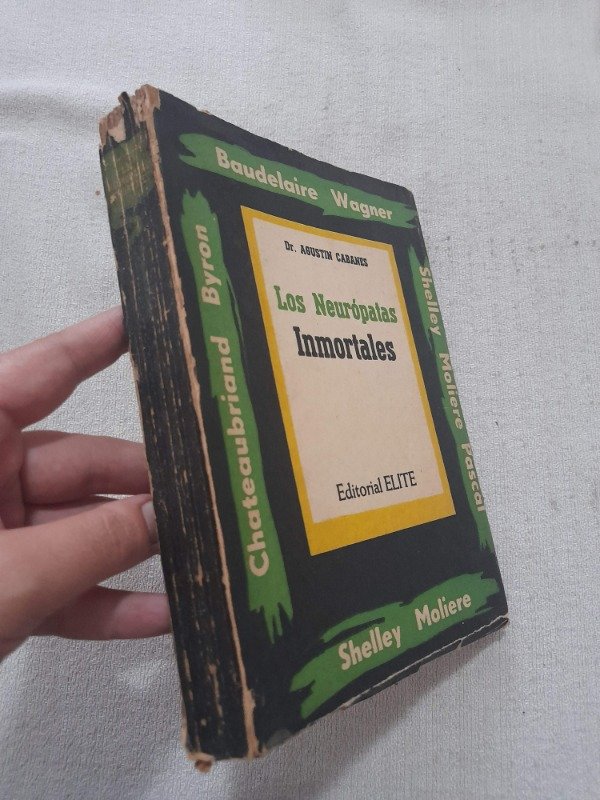 Baudelaire Wagner
Dr. AGUSTIN CABANES
Los Neurópatas
Inmortales
Editorial ELITE
Chateaubriand Byron
Shelley Moliere Pascal
Shelley Moliere